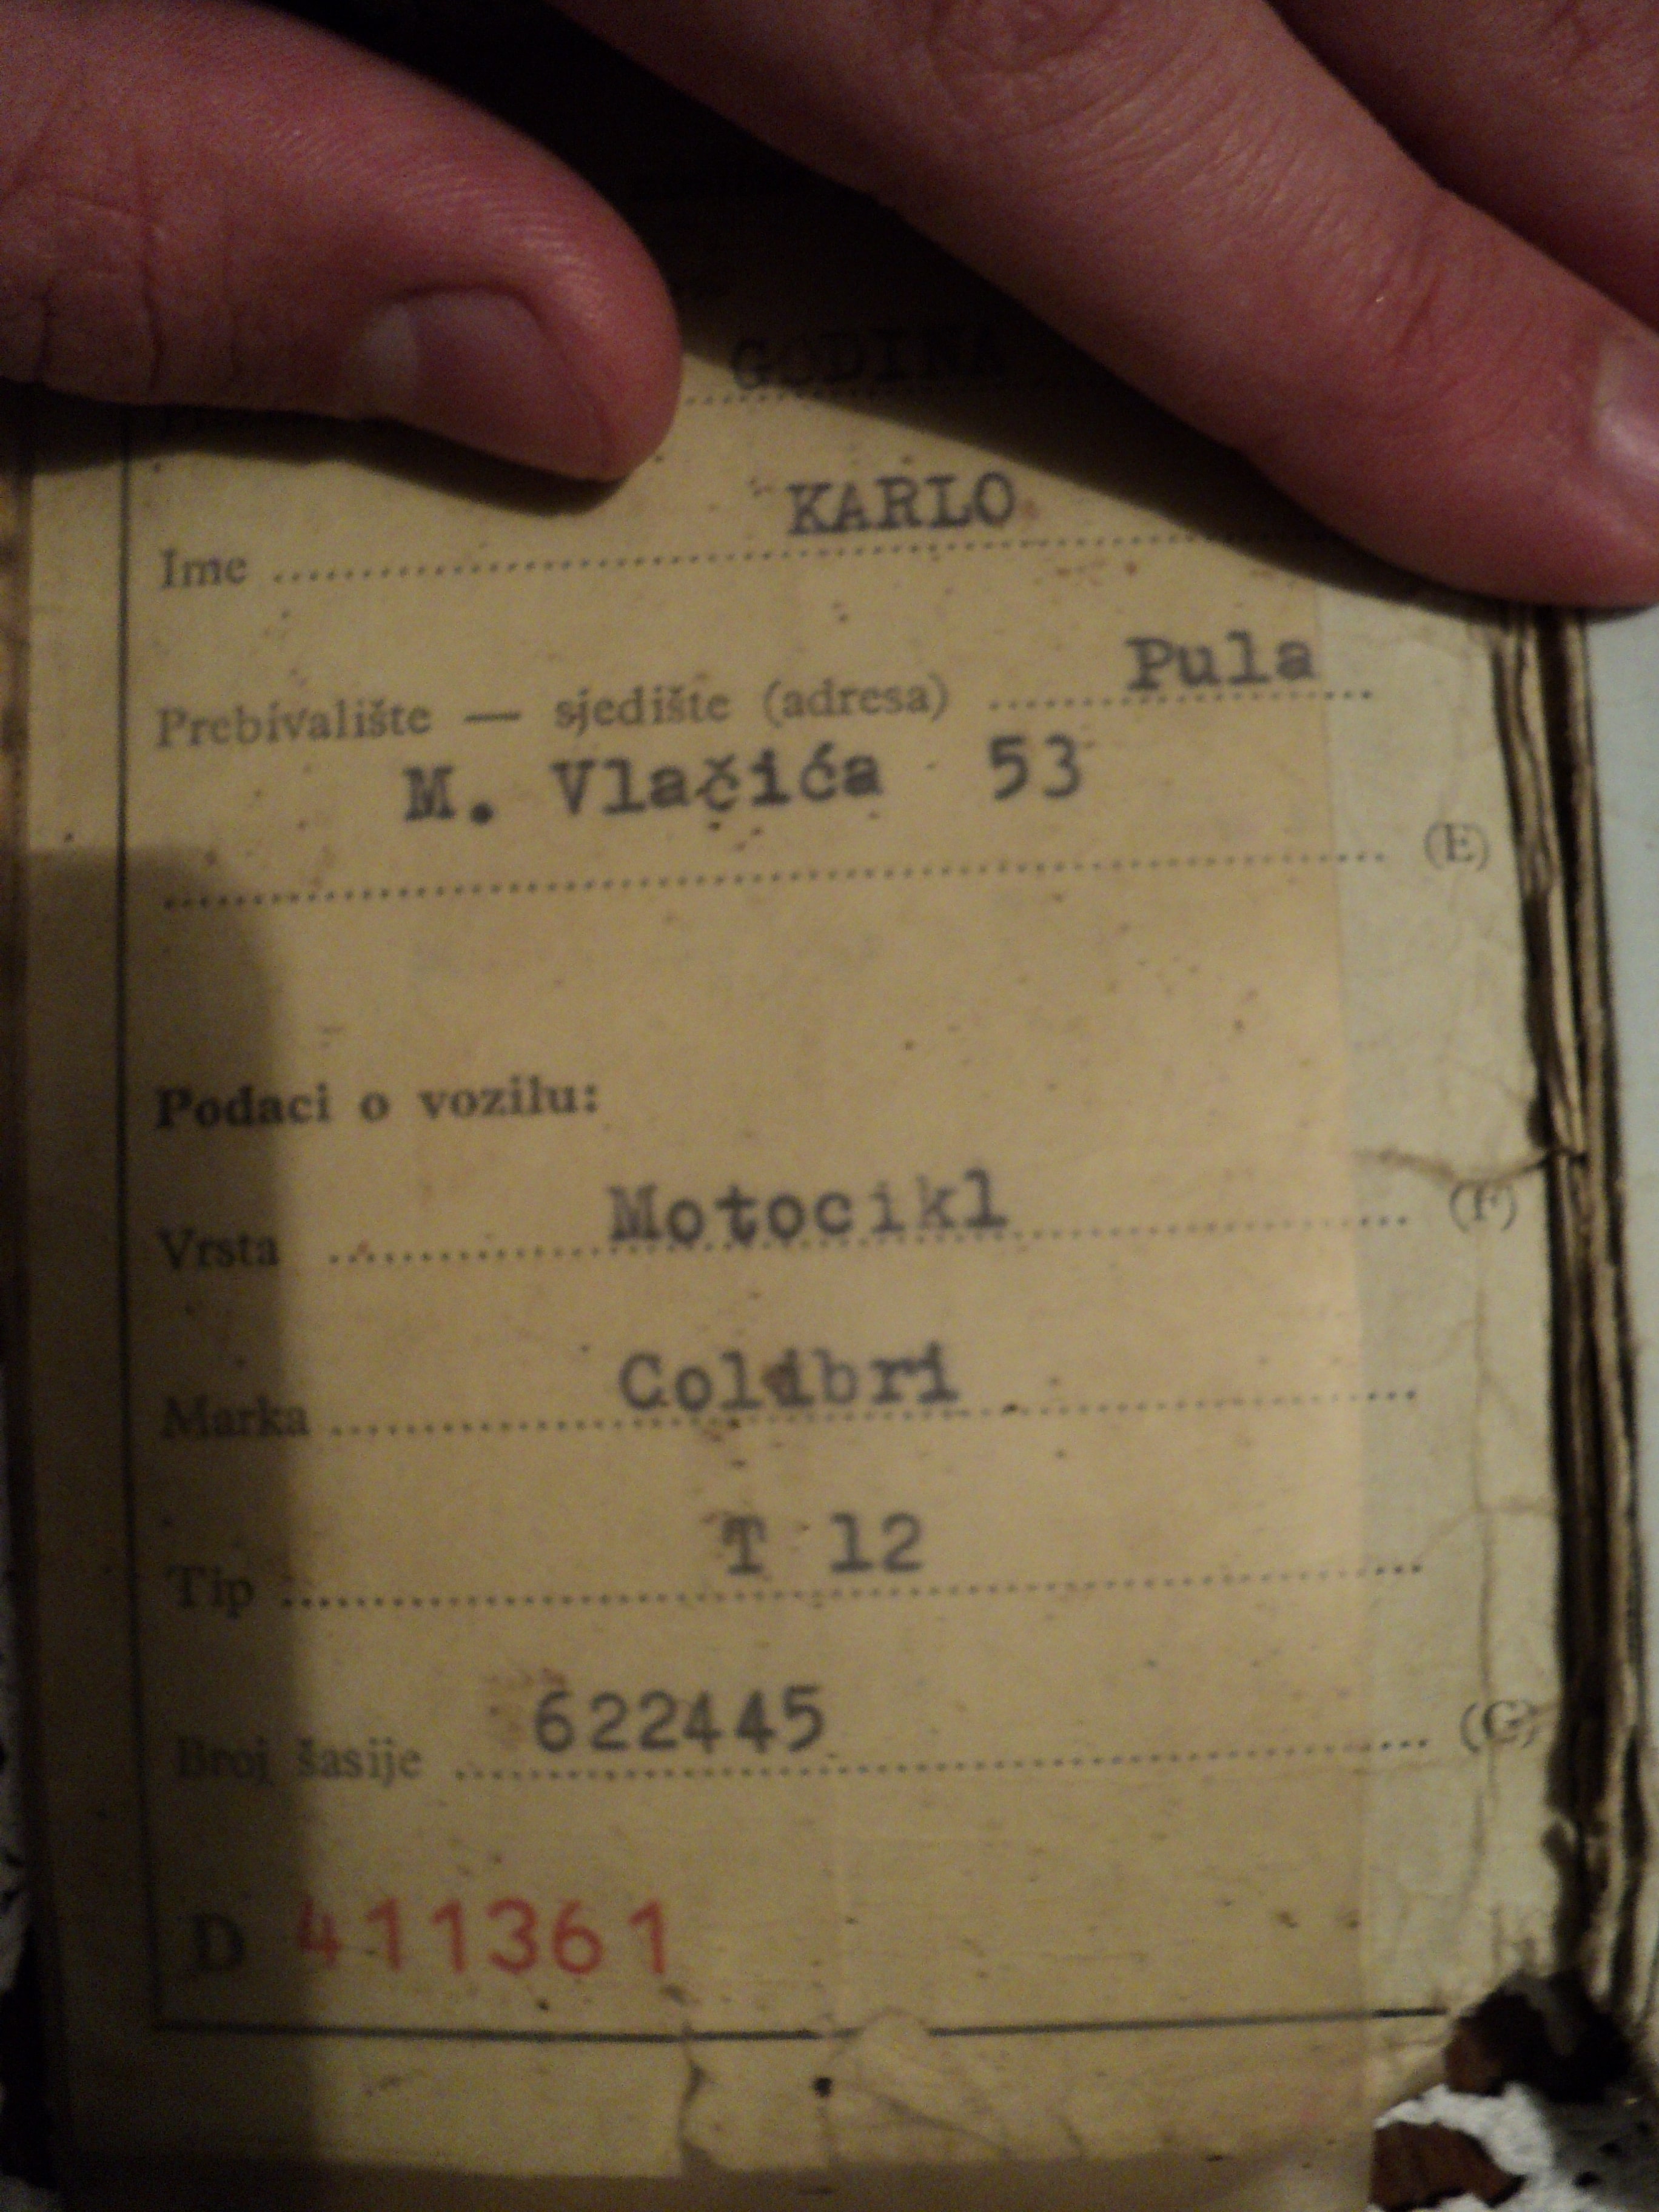 GODINA
KARLO
Ime
Pula
Prebivalište — sjedište (adresa)
M. Vlačića 53
(E)
Podaci o vozilu:
Vrsta Motocikl (F)
Marka Colibri
Tip T 12
Broj šasije 622445 (G)
D 411361